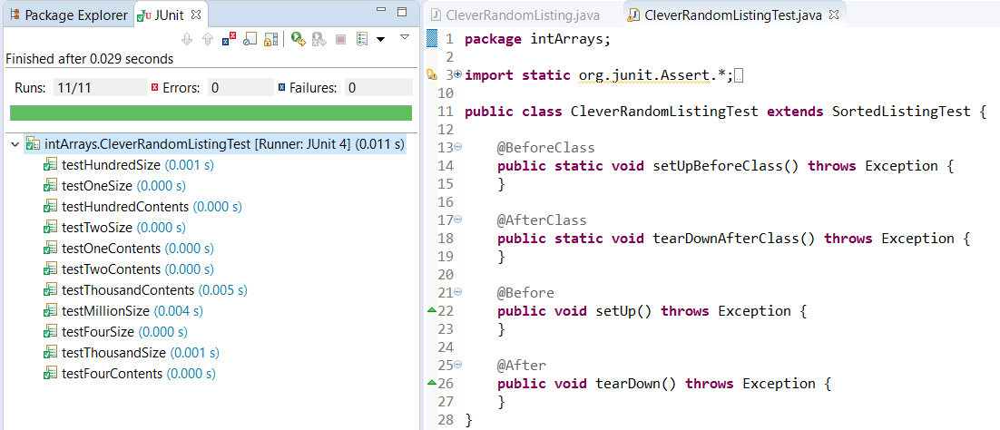 Package Explorer JUnit
Finished after 0.029 seconds
Runs: 11/11 Errors: 0 Failures: 0
intArrays.CleverRandomListingTest [Runner: JUnit 4] (0.011 s)
testHundredSize (0.001 s)
testOneSize (0.000 s)
testHundredContents (0.000 s)
testTwoSize (0.000 s)
testOneContents (0.000 s)
testTwoContents (0.000 s)
testThousandContents (0.005 s)
testMillionSize (0.004 s)
testFourSize (0.000 s)
testThousandSize (0.001 s)
testFourContents (0.000 s)
CleverRandomListing.java CleverRandomListingTest.java
1 package intArrays;
2
3 import static org.junit.Assert.*;
10
11 public class CleverRandomListingTest extends SortedListingTest {
12
13 @BeforeClass
14 public static void setUpBeforeClass() throws Exception {
15 }
16
17 @AfterClass
18 public static void tearDownAfterClass() throws Exception {
19 }
20
21 @Before
22 public void setUp() throws Exception {
23 }
24
25 @After
26 public void tearDown() throws Exception {
27 }
28 }